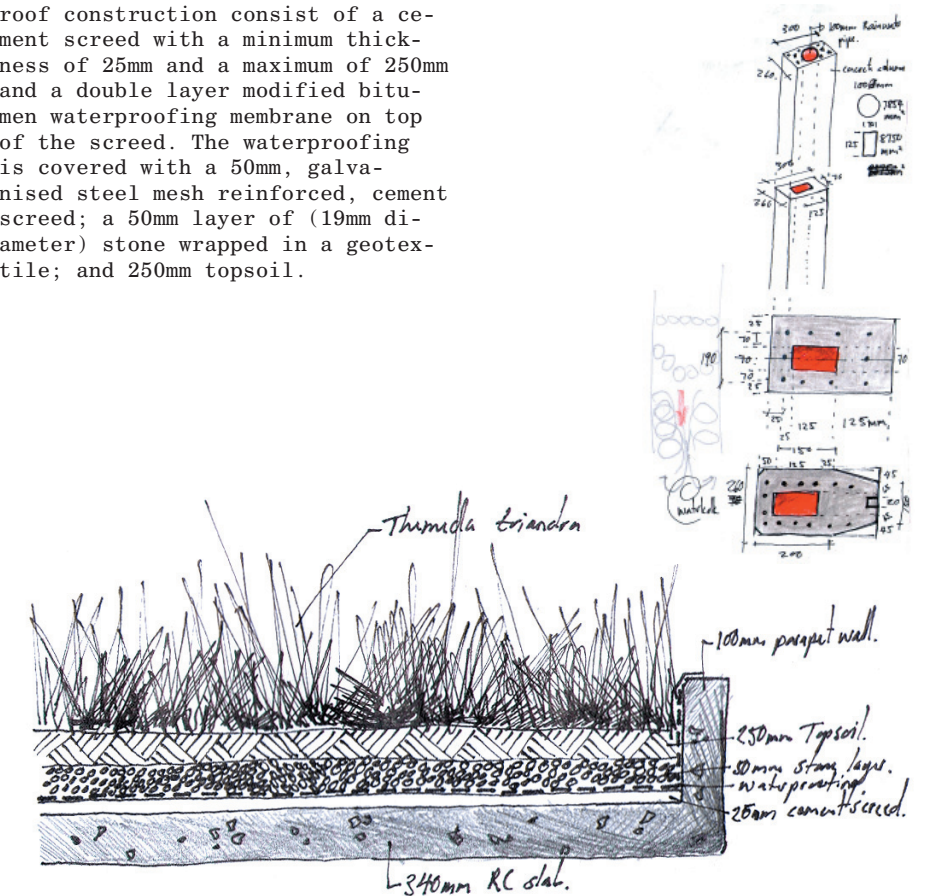 roof construction consist of a ce-
ment screed with a minimum thick-
ness of 25mm and a maximum of 250mm
and a double layer modified bitu-
men waterproofing membrane on top
of the screed. The waterproofing
is covered with a 50mm, galva-
nised steel mesh reinforced, cement
screed; a 50mm layer of (19mm di-
ameter) stone wrapped in a geotex-
tile; and 250mm topsoil.
300
100mm Rainwater
pipe.
260
column
100Ømm
7854
mm²
125
8750
mm²
300
70
260
125
25
70
190
70
70
70
25
25
125
125mm
25
150
50
125
25
45
260
20
45
200
Themeda triandra
100mm parapet wall.
250mm Topsoil.
50mm stone layer.
waterproofing
25mm cement screed.
340mm RC slab.